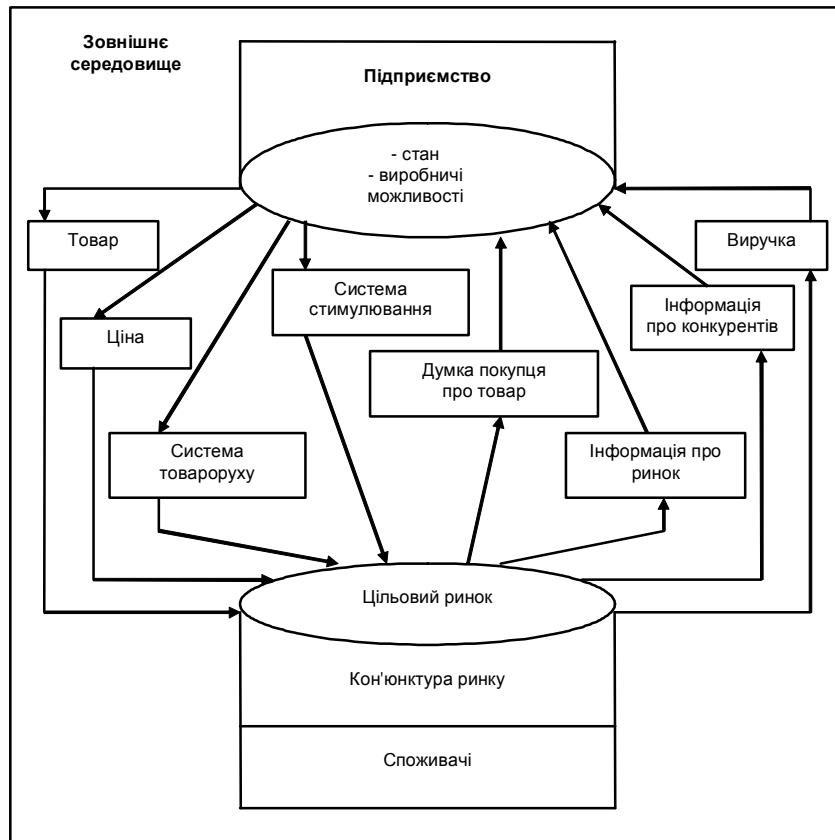 Зовнішнє
середовище
Підприємство
- стан
- виробничі
можливості
Товар
Виручка
Система
стимулювання
Інформація
про конкурентів
Ціна
Думка покупця
про товар
Система
товароруху
Інформація про
ринок
Цільовий ринок
Кон'юнктура ринку
Споживачі